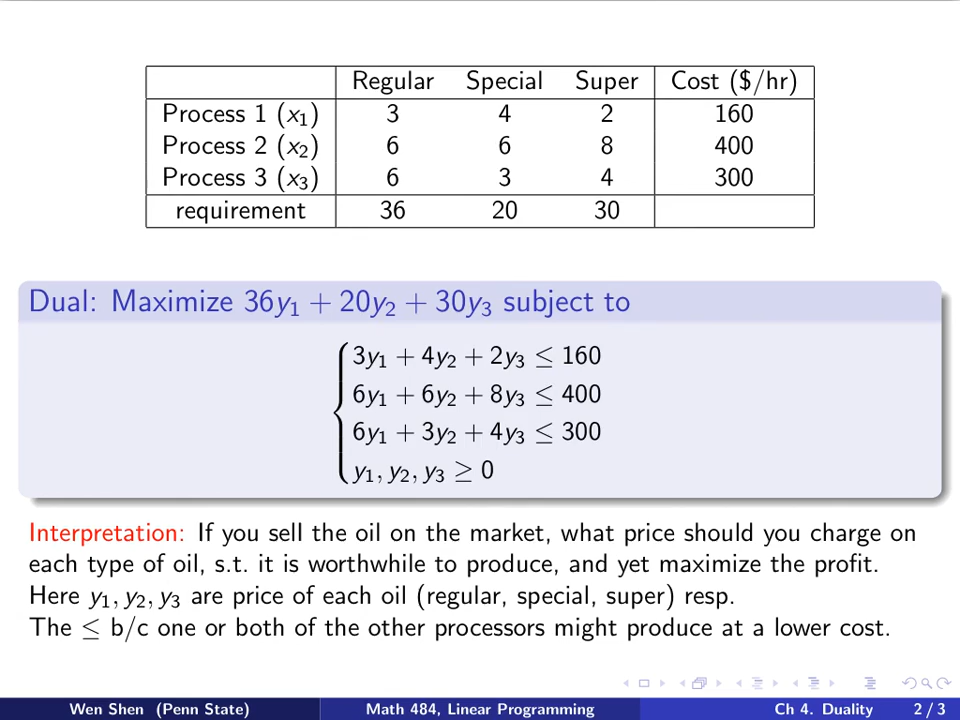 Regular Special Super Cost ($/hr)
Process 1 (x₁) 3 4 2 160
Process 2 (x₂) 6 6 8 400
Process 3 (x₃) 6 3 4 300
requirement 36 20 30
Dual: Maximize 36y₁ + 20y₂ + 30y₃ subject to
3y₁ + 4y₂ + 2y₃ ≤ 160
6y₁ + 6y₂ + 8y₃ ≤ 400
6y₁ + 3y₂ + 4y₃ ≤ 300
y₁, y₂, y₃ ≥ 0
Interpretation: If you sell the oil on the market, what price should you charge on
each type of oil, s.t. it is worthwhile to produce, and yet maximize the profit.
Here y₁, y₂, y₃ are price of each oil (regular, special, super) resp.
The ≤ b/c one or both of the other processors might produce at a lower cost.
Wen Shen (Penn State) Math 484, Linear Programming Ch 4. Duality 2 / 3